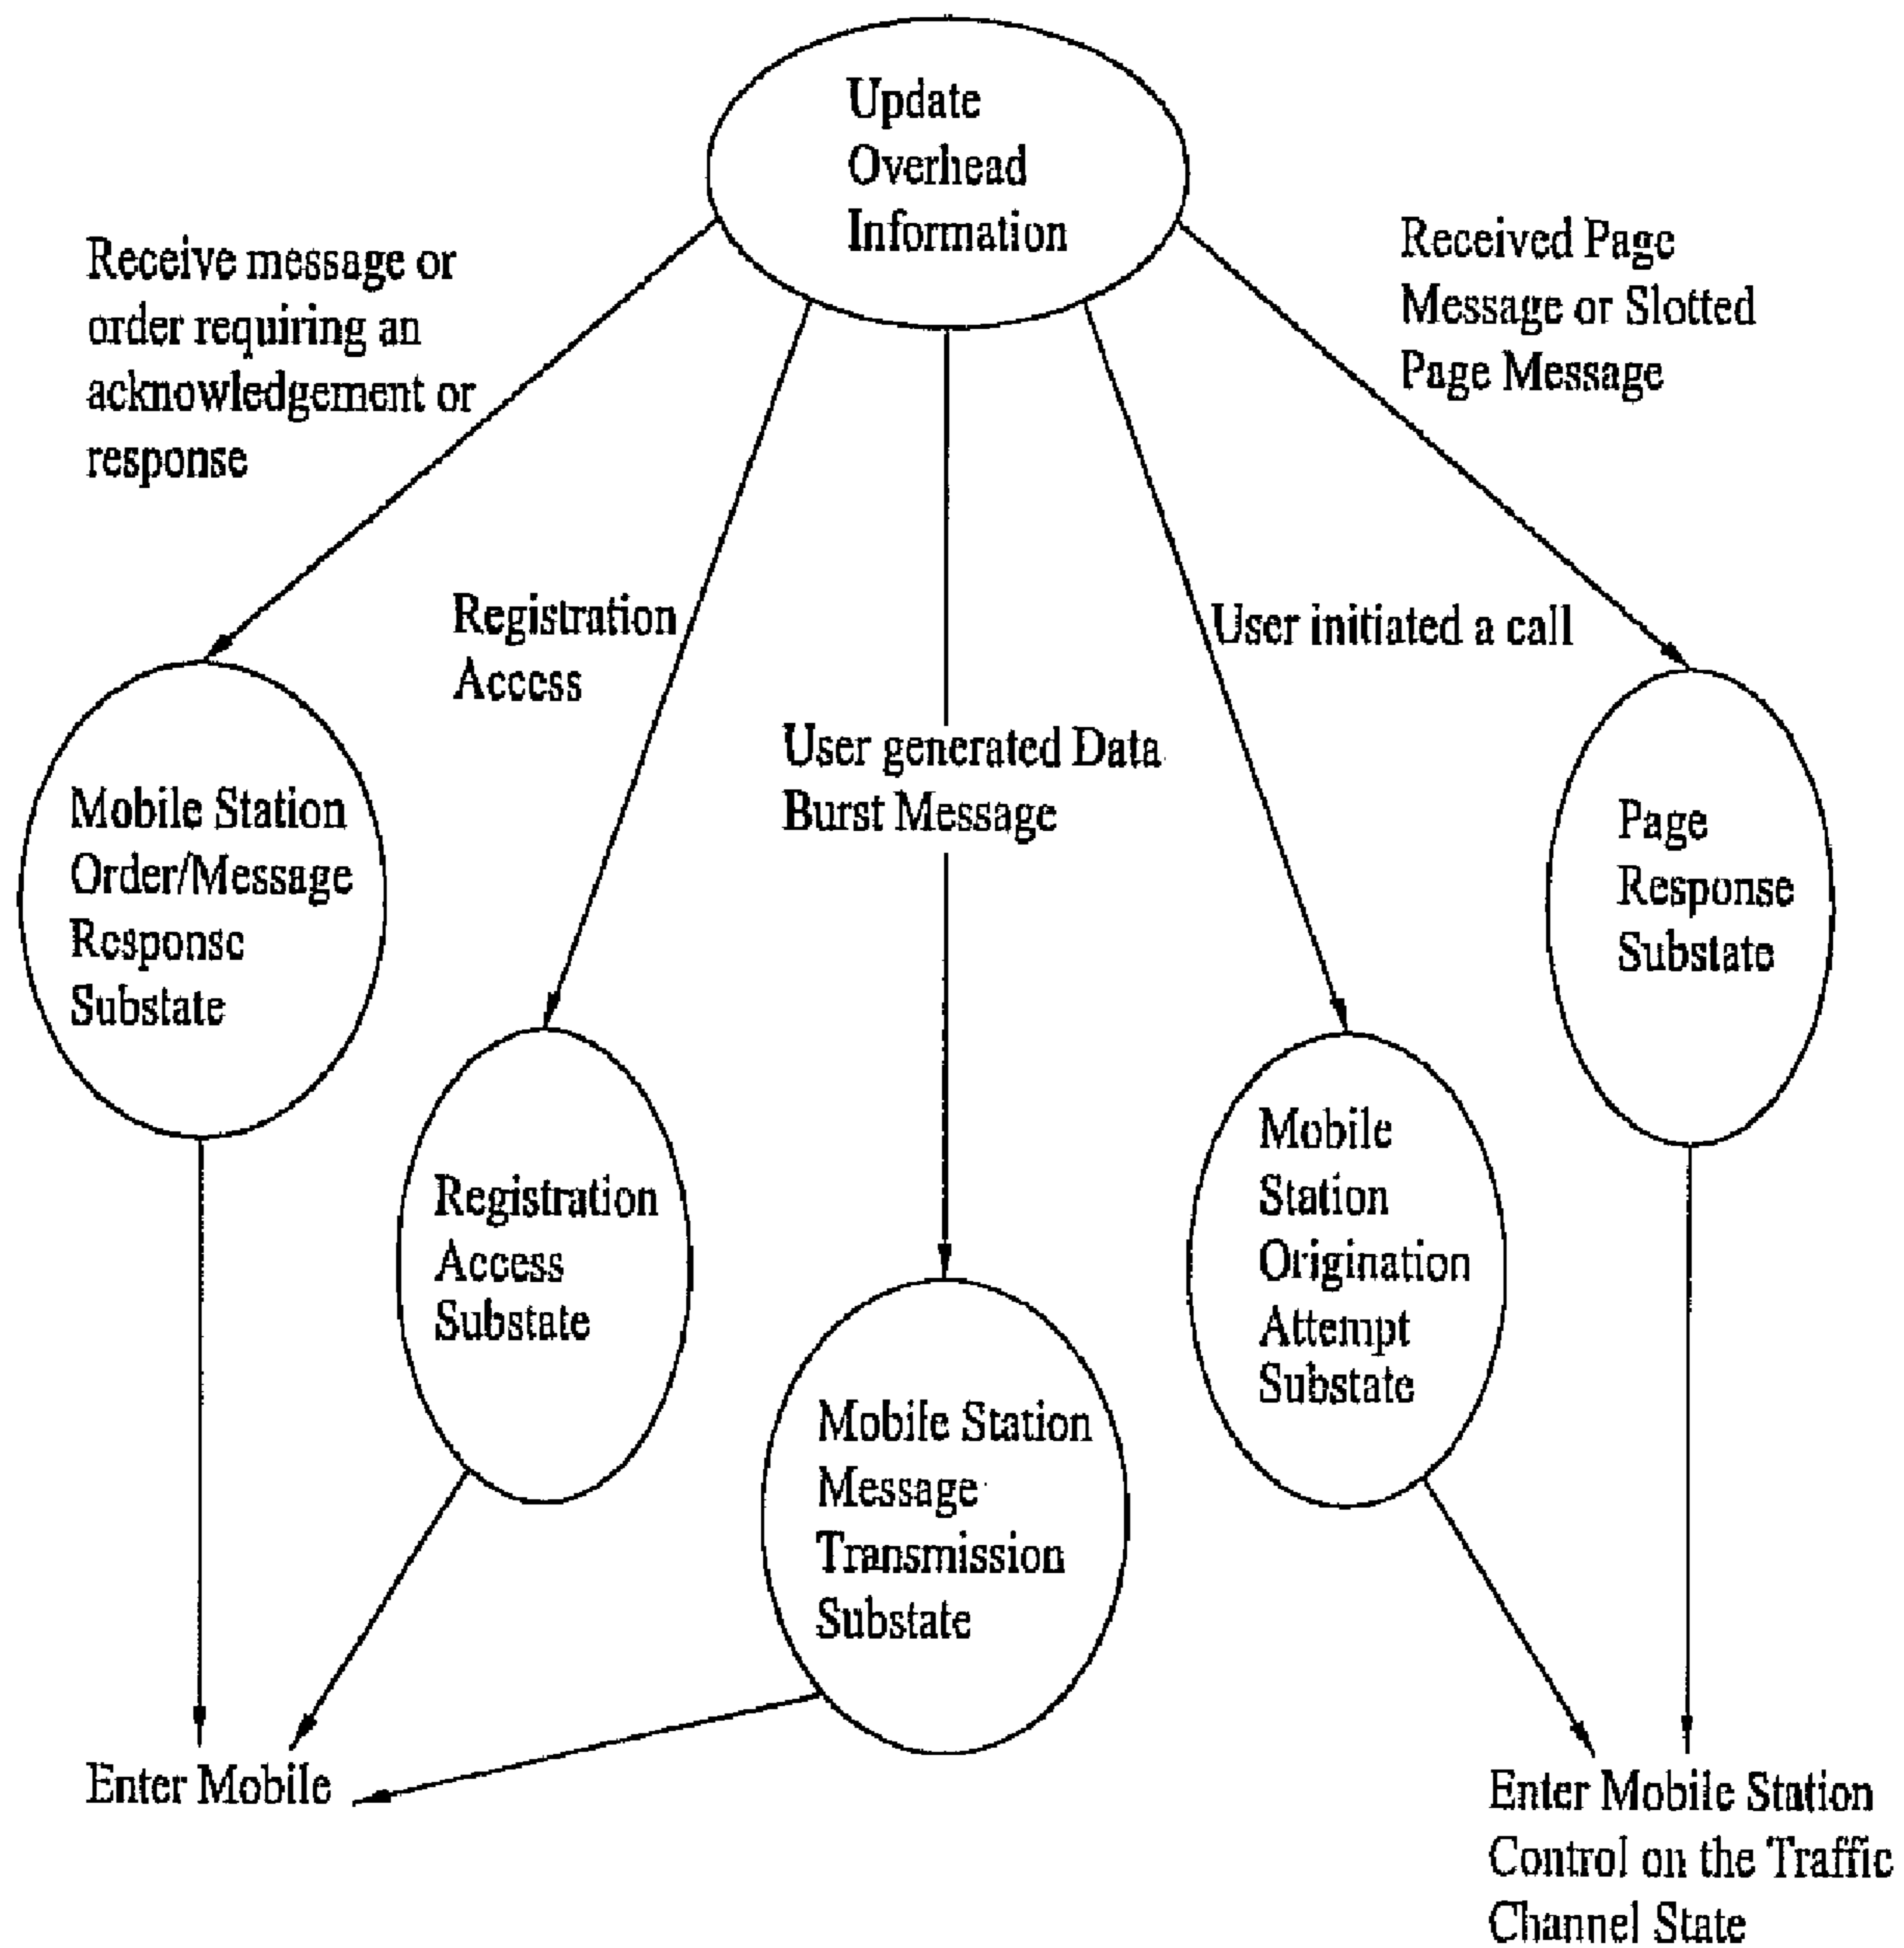 Update
Overhead
Information
Receive message or
order requiring an
acknowledgement or
response
Received Page
Message or Slotted
Page Message
Registration
Access
User initiated a call
User generated Data
Burst Message
Mobile Station
Order/Message
Response
Substate
Page
Response
Substate
Registration
Access
Substate
Mobile
Station
Origination
Attempt
Substate
Mobile Station
Message
Transmission
Substate
Enter Mobile
Enter Mobile Station
Control on the Traffic
Channel State